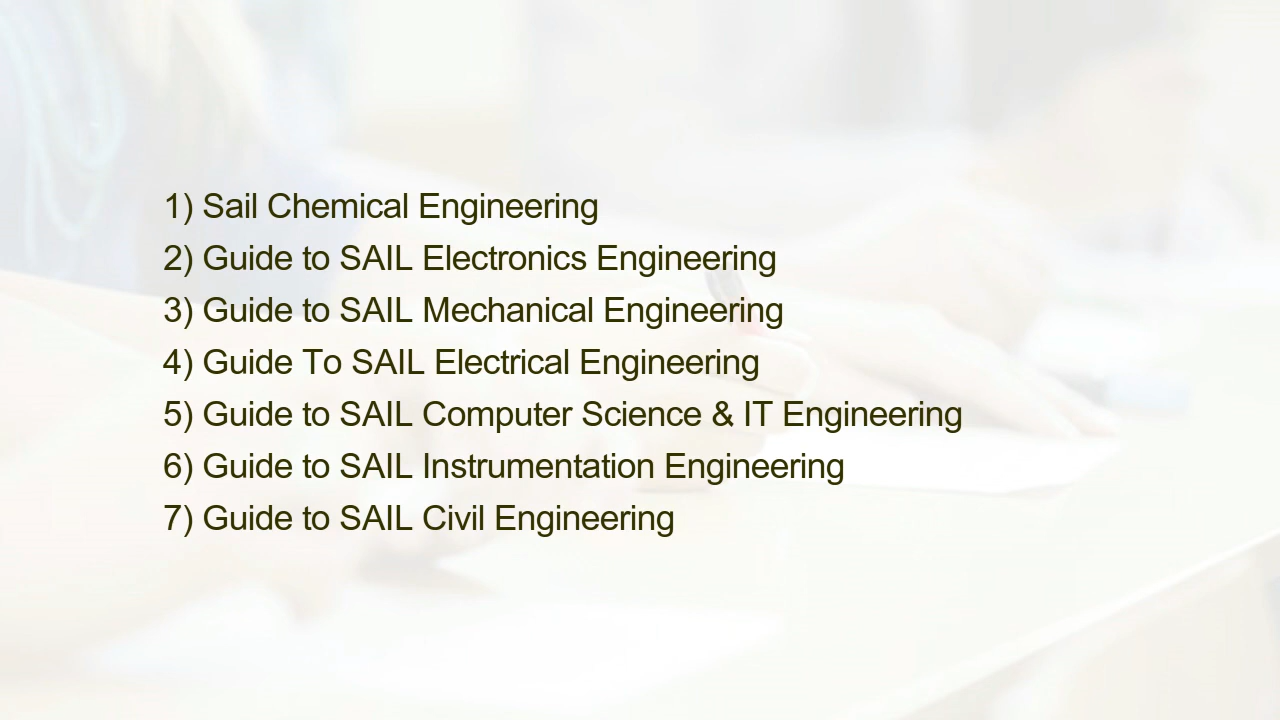 1) Sail Chemical Engineering
2) Guide to SAIL Electronics Engineering
3) Guide to SAIL Mechanical Engineering
4) Guide To SAIL Electrical Engineering
5) Guide to SAIL Computer Science & IT Engineering
6) Guide to SAIL Instrumentation Engineering
7) Guide to SAIL Civil Engineering